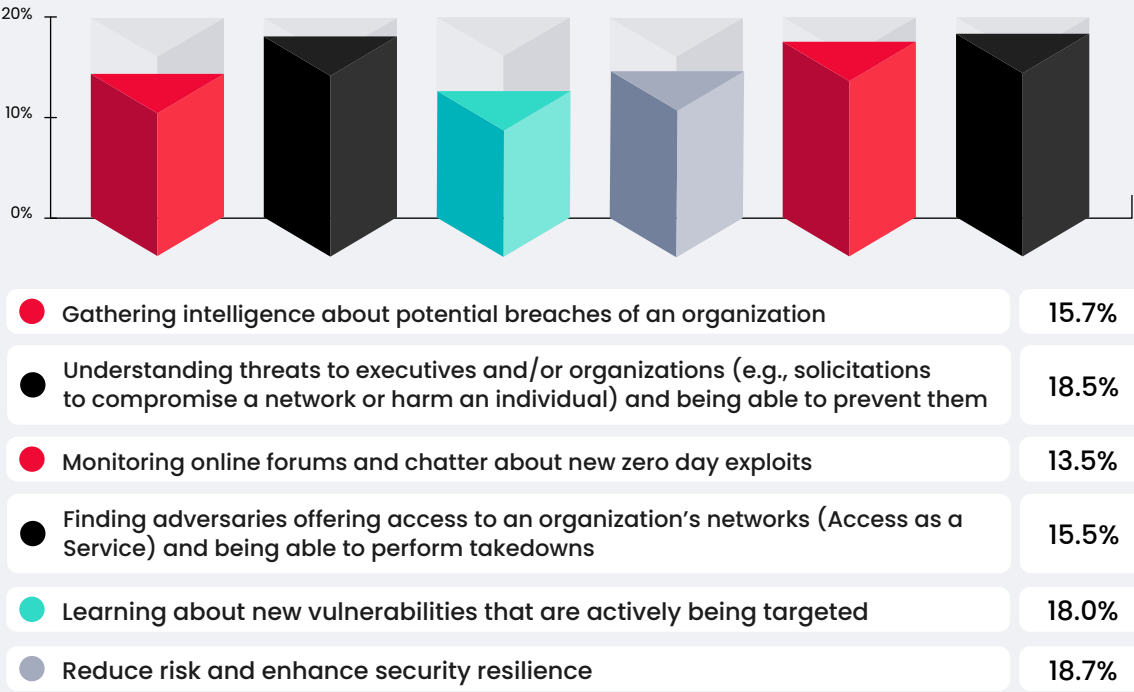 20%
10%
0%
Gathering intelligence about potential breaches of an organization
15.7%
Understanding threats to executives and/or organizations (e.g., solicitations
to compromise a network or harm an individual) and being able to prevent them
18.5%
Monitoring online forums and chatter about new zero day exploits
13.5%
Finding adversaries offering access to an organization’s networks (Access as a
Service) and being able to perform takedowns
15.5%
Learning about new vulnerabilities that are actively being targeted
18.0%
Reduce risk and enhance security resilience
18.7%